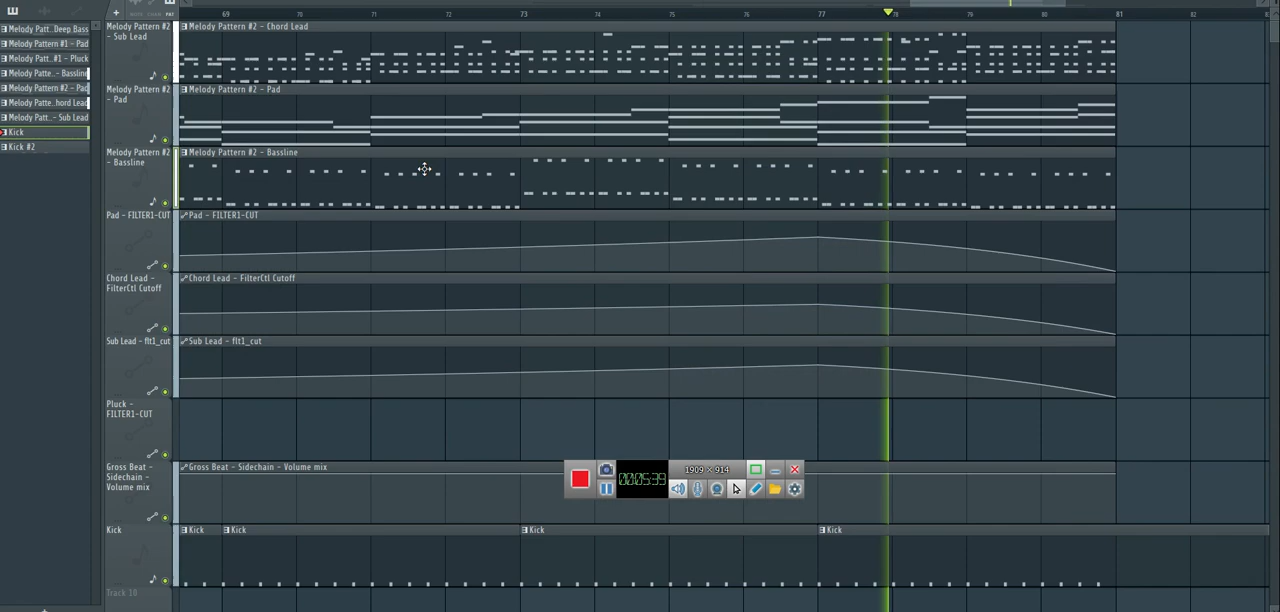 69 70 71 72 73 74 75 76 77 78 79 80 81 82
Melody Patt..Deep Bass
Melody Pattern #1 - Pad
Melody Patt..#1 - Pluck
Melody Patte..- Bassline
Melody Pattern #2 - Pad
Melody Patte..hord Lead
Melody Patt..- Sub Lead
Kick
Kick #2
Melody Pattern #2
- Sub Lead
Melody Pattern #2 - Chord Lead
Melody Pattern #2
- Pad
Melody Pattern #2 - Pad
Melody Pattern #2
- Bassline
Melody Pattern #2 - Bassline
Pad - FILTER1-CUT
Pad - FILTER1-CUT
Chord Lead -
FilterCtl Cutoff
Chord Lead - FilterCtl Cutoff
Sub Lead - flt1_cut
Sub Lead - flt1_cut
Pluck -
FILTER1-CUT
Gross Beat -
Sidechain -
Volume mix
Gross Beat - Sidechain - Volume mix
00:05:39
1909 × 914
Kick
Kick Kick Kick Kick
Track 10